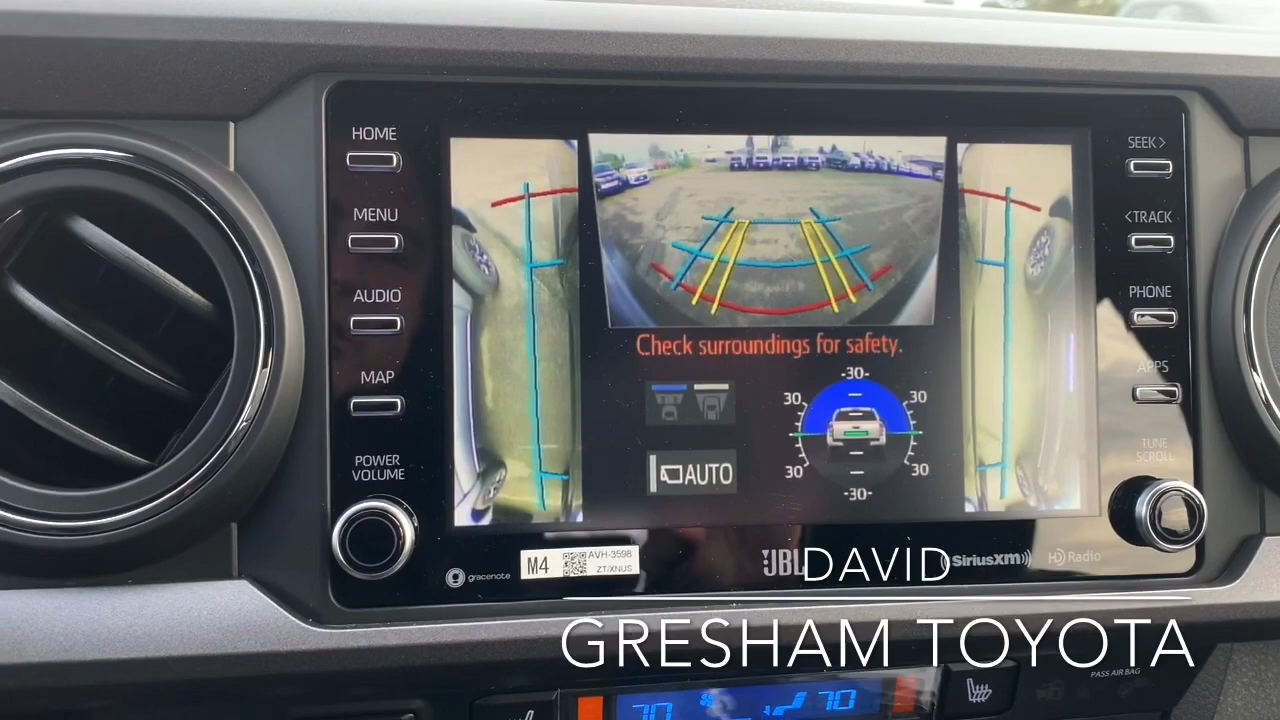 HOME
MENU
AUDIO
MAP
POWER
VOLUME
SEEK>
<TRACK
PHONE
APPS
TUNE
SCROLL
Check surroundings for safety.
-30-
30 30
30 30
-30-
AUTO
gracenote
M4
AVH-3598
ZT/XNUS
JBL
SiriusXM
HD Radio
DAVID
GRESHAM TOYOTA
PASS AIR BAG
70 70